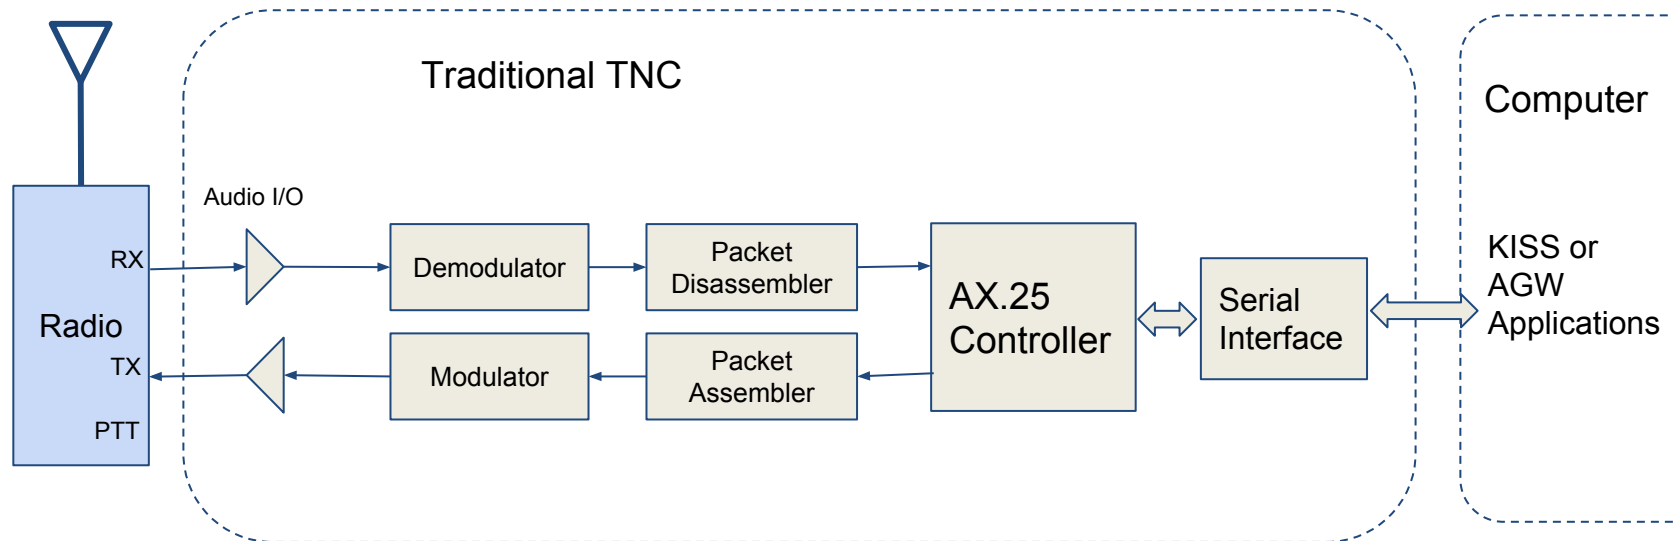 Traditional TNC
Computer
Audio I/O
RX
Demodulator
Packet
Disassembler
AX.25
Controller
Serial
Interface
KISS or
AGW
Applications
Radio
TX
Modulator
Packet
Assembler
PTT